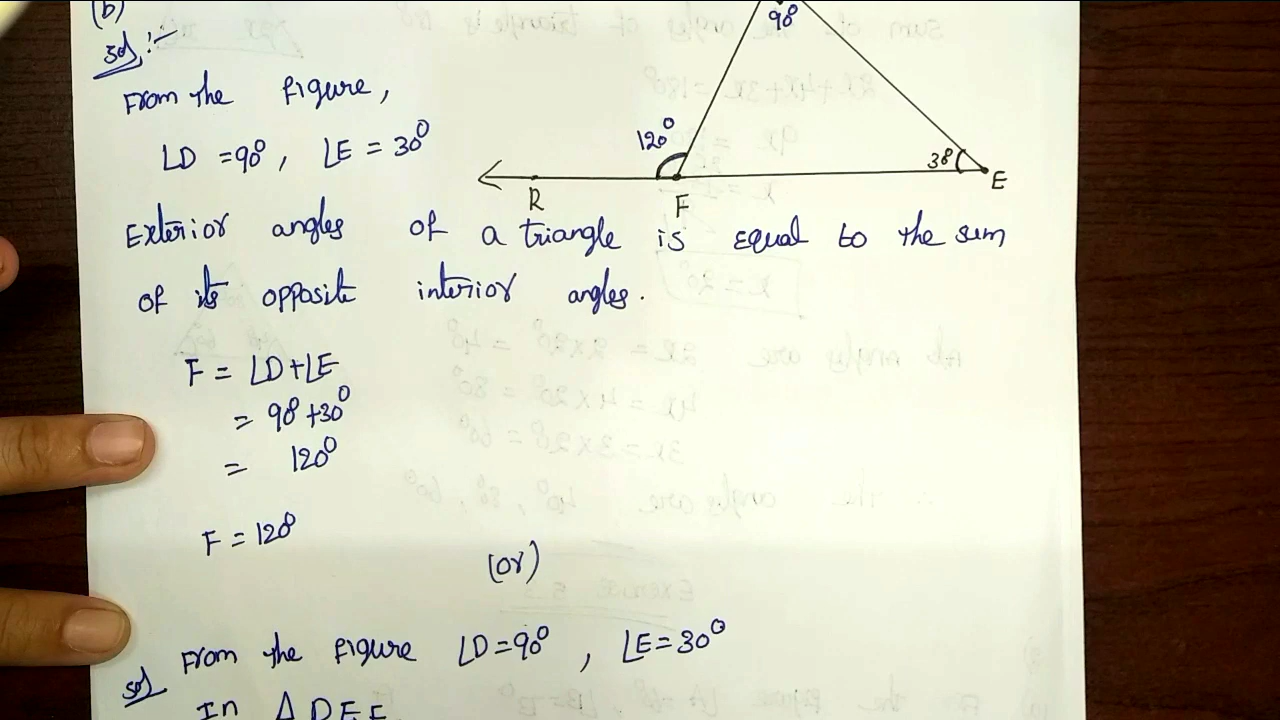 (b)
Sol:-
90°
From the figure,
∠D = 90°, ∠E = 30°
120°
30°
R
F
E
Exterior angles of a triangle is equal to the sum
of its opposite interior angles.
F = ∠D+∠E
= 90°+30°
= 120°
F = 120°
(or)
Sol From the figure ∠D=90°, ∠E=30°
In △DEF